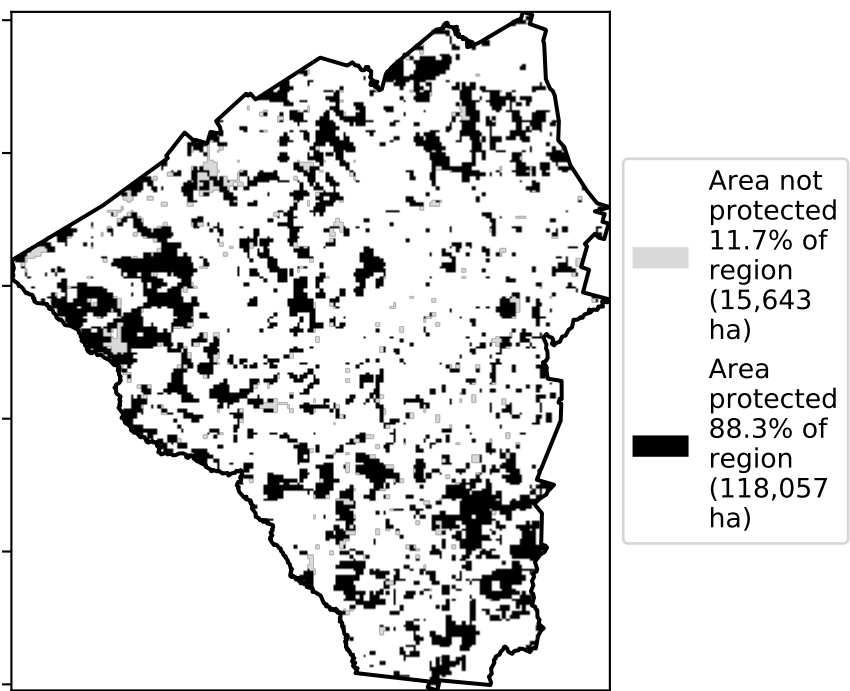 Area not
protected
11.7% of
region
(15,643
ha)
Area
protected
88.3% of
region
(118,057
ha)